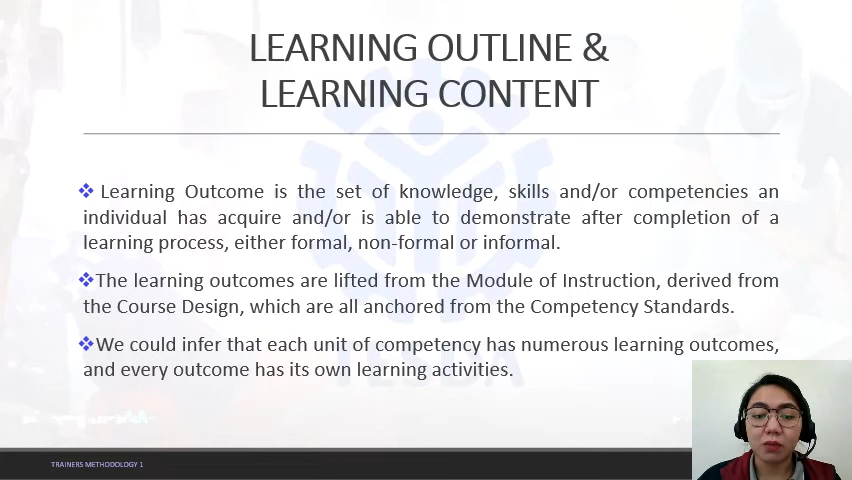 LEARNING OUTLINE &
LEARNING CONTENT
❖ Learning Outcome is the set of knowledge, skills and/or competencies an
individual has acquire and/or is able to demonstrate after completion of a
learning process, either formal, non-formal or informal.
❖The learning outcomes are lifted from the Module of Instruction, derived from
the Course Design, which are all anchored from the Competency Standards.
❖We could infer that each unit of competency has numerous learning outcomes,
and every outcome has its own learning activities.
TESDA
TRAINERS METHODOLOGY 1